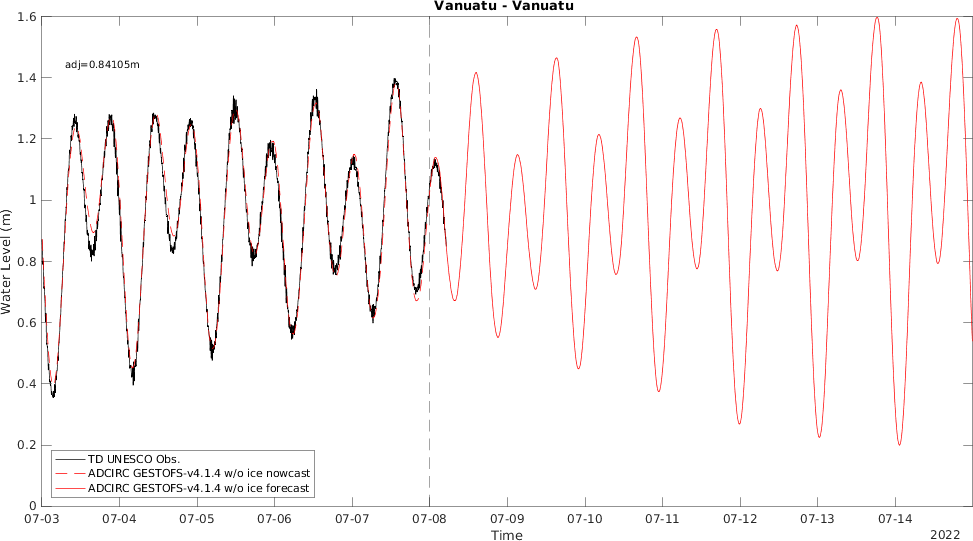 Vanuatu - Vanuatu
1.6
1.4
1.2
1
0.8
0.6
0.4
0.2
0
Water Level (m)
adj=0.84105m
TD UNESCO Obs.
ADCIRC GESTOFS-v4.1.4 w/o ice nowcast
ADCIRC GESTOFS-v4.1.4 w/o ice forecast
07-03 07-04 07-05 07-06 07-07 07-08 07-09 07-10 07-11 07-12 07-13 07-14
Time
2022